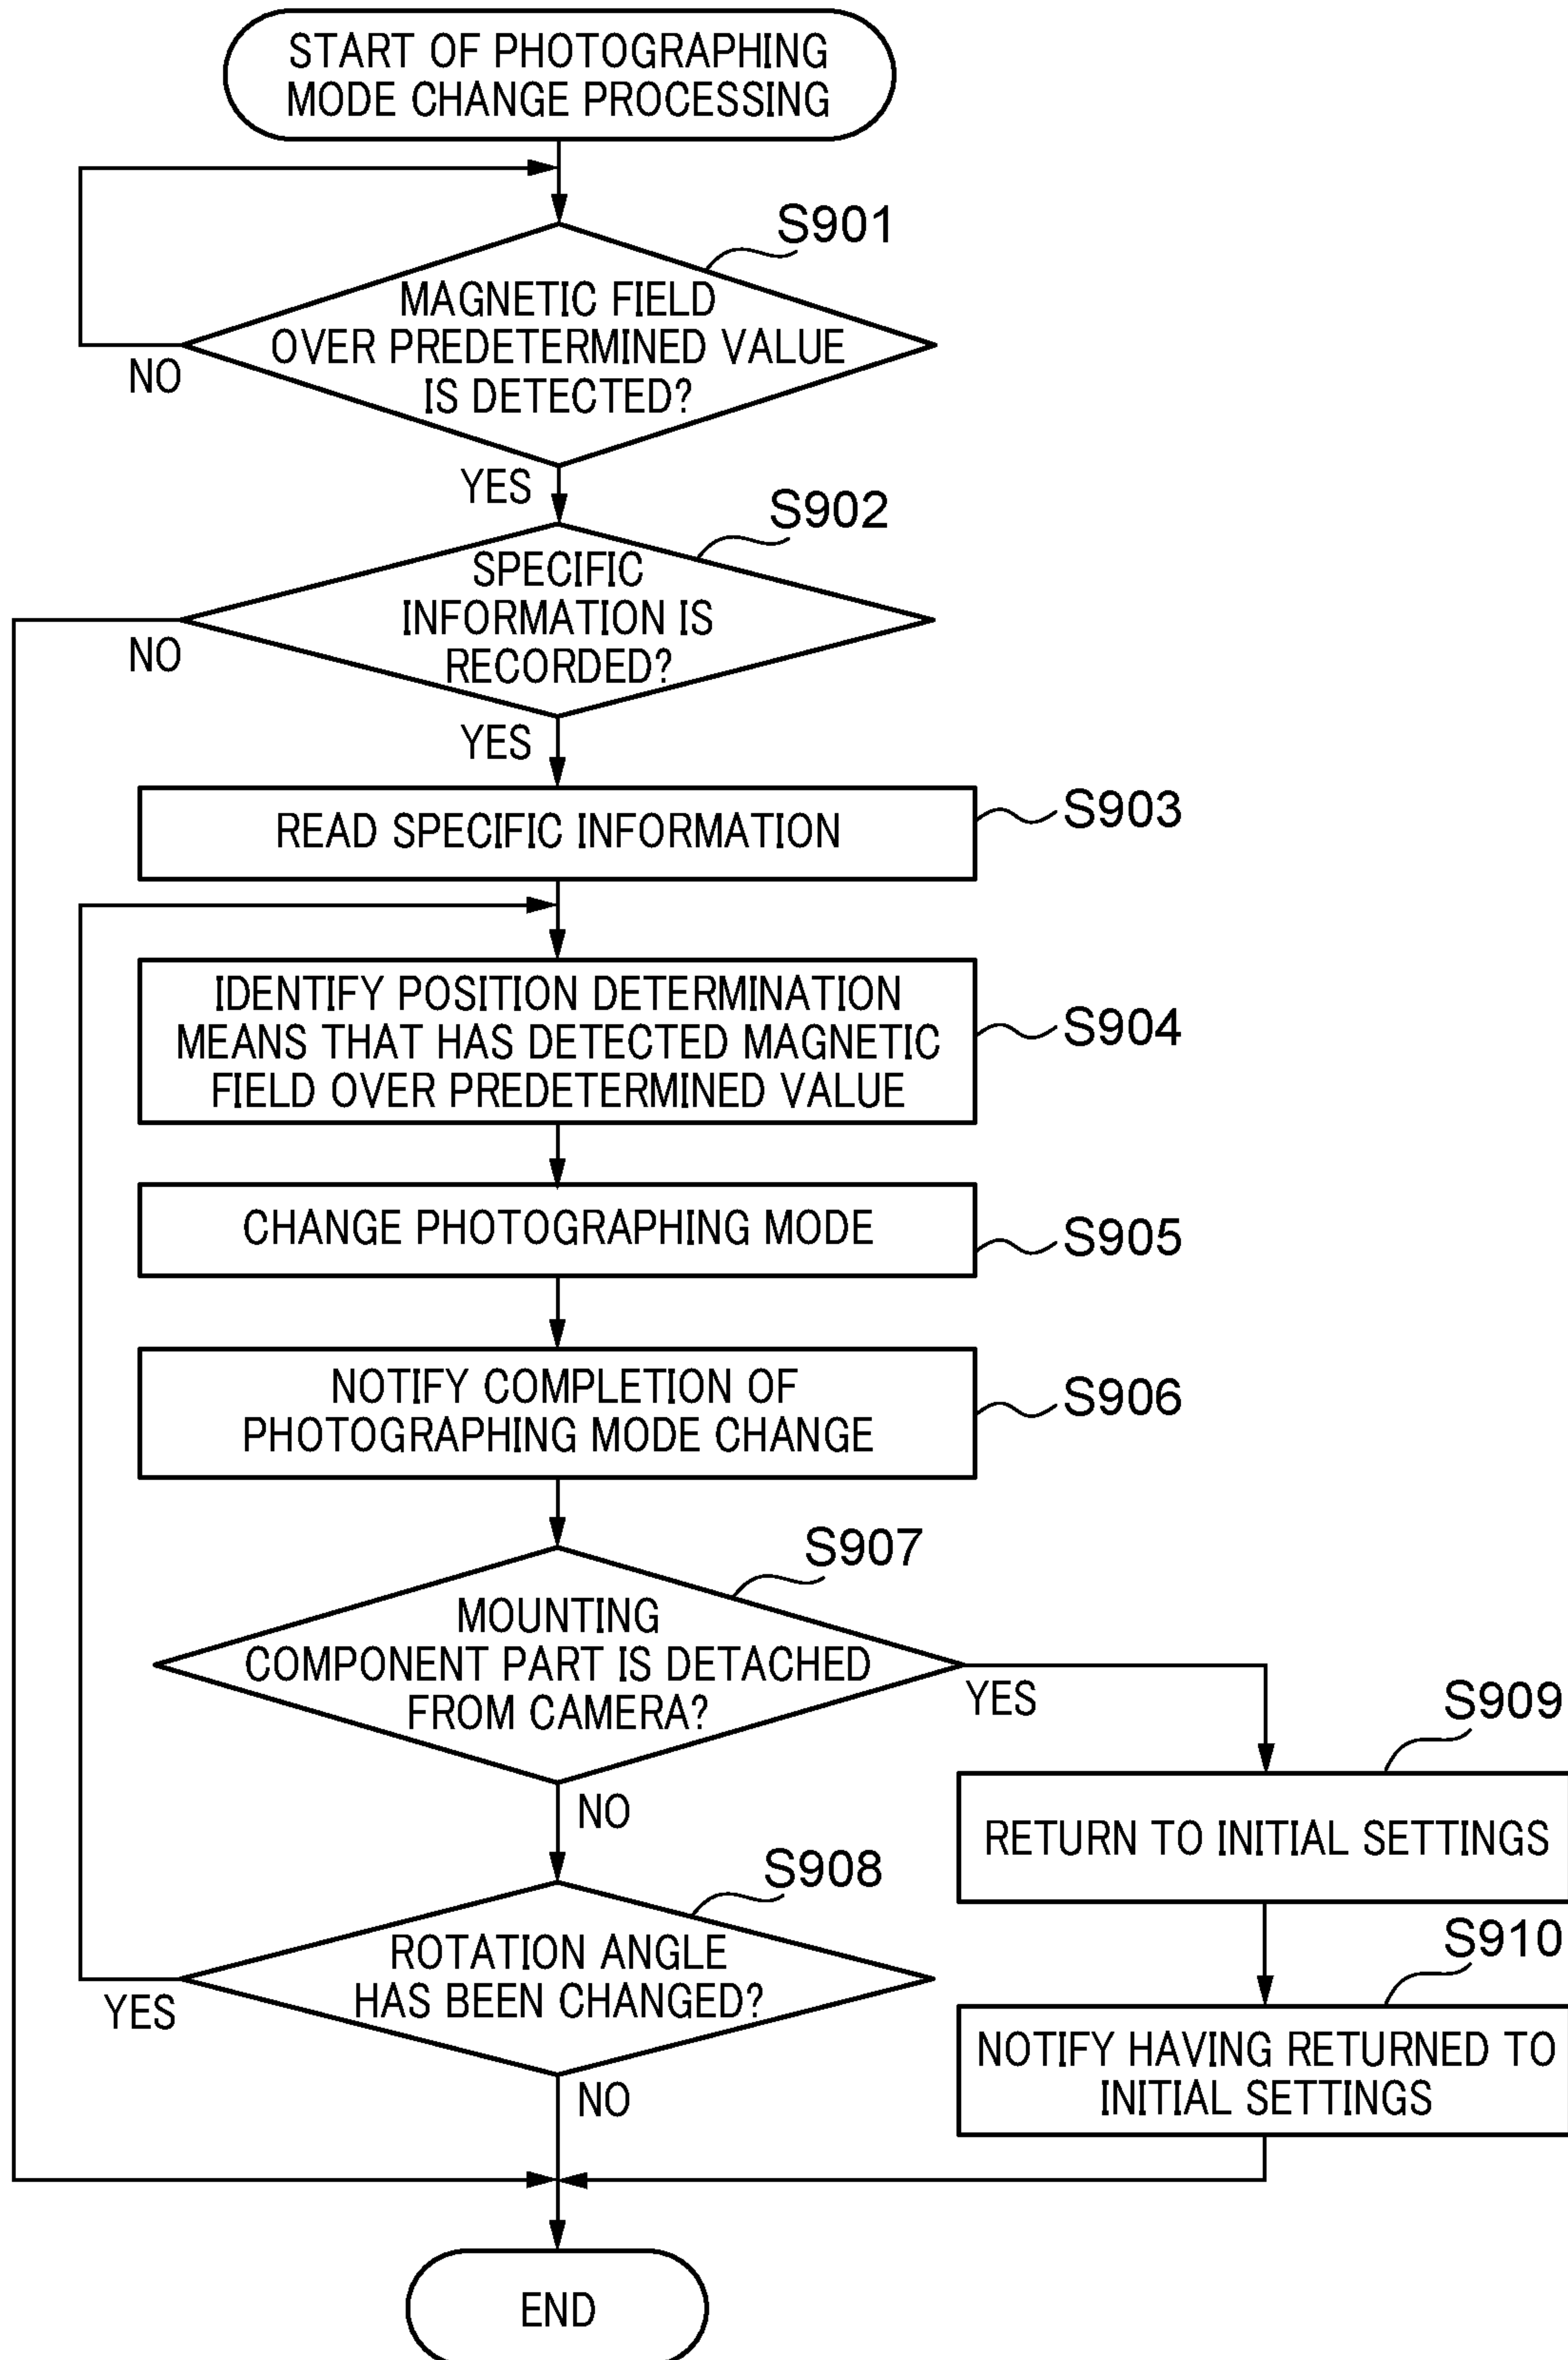 START OF PHOTOGRAPHING
MODE CHANGE PROCESSING
S901
MAGNETIC FIELD
OVER PREDETERMINED VALUE
IS DETECTED?
NO
YES
S902
SPECIFIC
INFORMATION IS
RECORDED?
NO
YES
READ SPECIFIC INFORMATION
S903
IDENTIFY POSITION DETERMINATION
MEANS THAT HAS DETECTED MAGNETIC
FIELD OVER PREDETERMINED VALUE
S904
CHANGE PHOTOGRAPHING MODE
S905
NOTIFY COMPLETION OF
PHOTOGRAPHING MODE CHANGE
S906
S907
MOUNTING
COMPONENT PART IS DETACHED
FROM CAMERA?
YES
NO
S909
RETURN TO INITIAL SETTINGS
S908
ROTATION ANGLE
HAS BEEN CHANGED?
YES
NO
S910
NOTIFY HAVING RETURNED TO
INITIAL SETTINGS
END